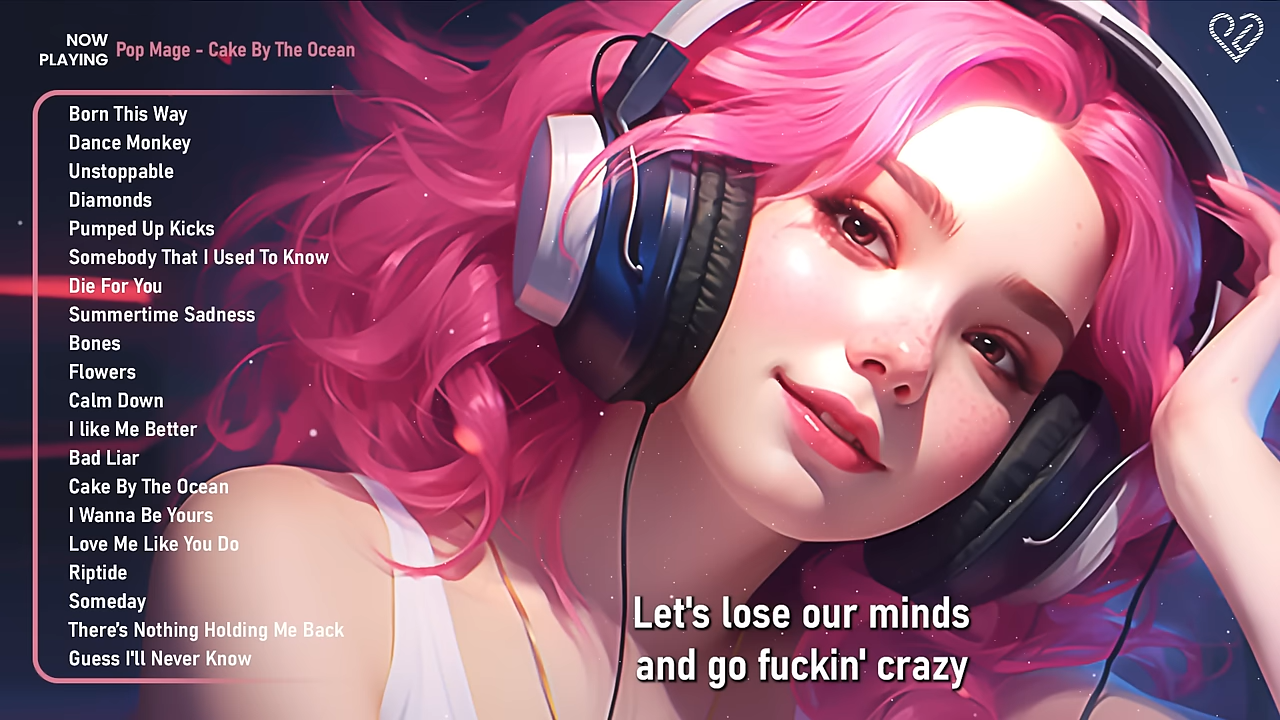 NOW
PLAYING
Pop Mage - Cake By The Ocean
Born This Way
Dance Monkey
Unstoppable
Diamonds
Pumped Up Kicks
Somebody That I Used To Know
Die For You
Summertime Sadness
Bones
Flowers
Calm Down
I like Me Better
Bad Liar
Cake By The Ocean
I Wanna Be Yours
Love Me Like You Do
Riptide
Someday
There's Nothing Holding Me Back
Guess I'll Never Know
Let's lose our minds
and go fuckin' crazy